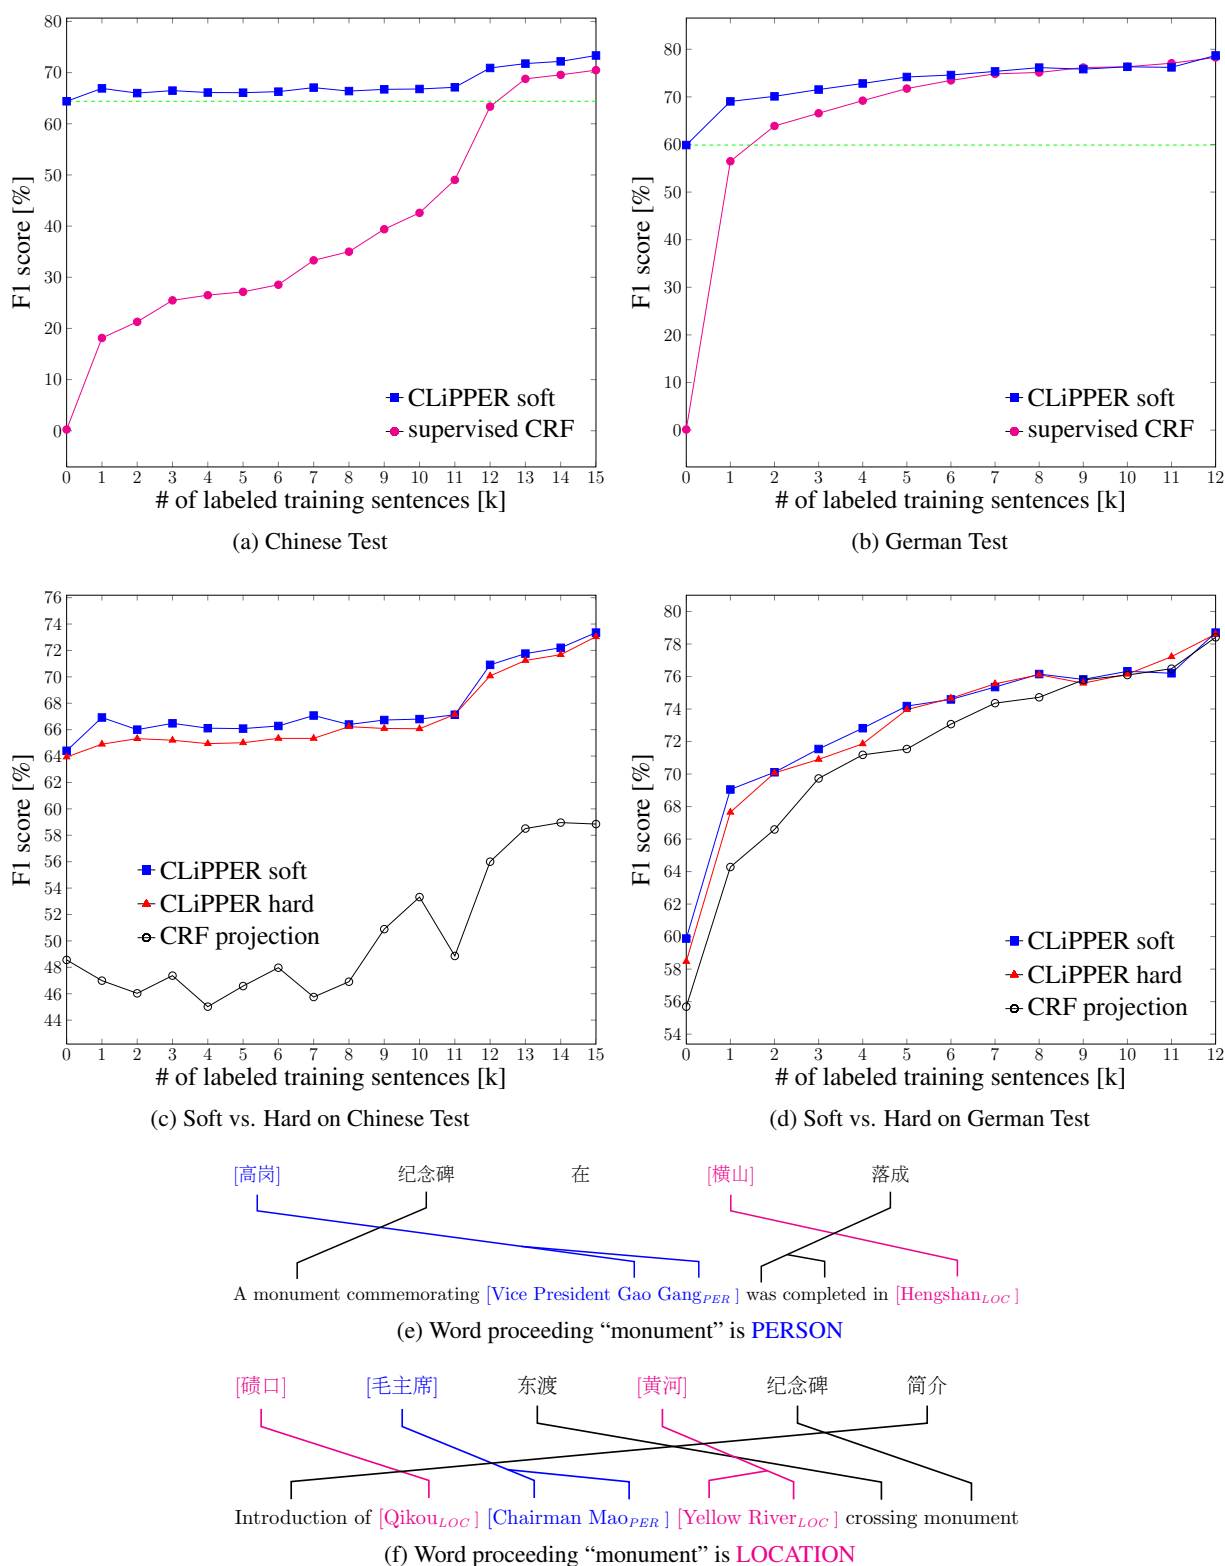 80
70
60
50
40
30
20
10
0
F1 score [%]
CLiPPER soft
supervised CRF
0 1 2 3 4 5 6 7 8 9 10 11 12 13 14 15
# of labeled training sentences [k]
(a) Chinese Test
80
70
60
50
40
30
20
10
0
F1 score [%]
CLiPPER soft
supervised CRF
0 1 2 3 4 5 6 7 8 9 10 11 12
# of labeled training sentences [k]
(b) German Test
76
74
72
70
68
66
64
62
60
58
56
54
52
50
48
46
44
F1 score [%]
CLiPPER soft
CLiPPER hard
CRF projection
0 1 2 3 4 5 6 7 8 9 10 11 12 13 14 15
# of labeled training sentences [k]
(c) Soft vs. Hard on Chinese Test
80
78
76
74
72
70
68
66
64
62
60
58
56
54
F1 score [%]
CLiPPER soft
CLiPPER hard
CRF projection
0 1 2 3 4 5 6 7 8 9 10 11 12
# of labeled training sentences [k]
(d) Soft vs. Hard on German Test
[高岗] 纪念碑 在 [横山] 落成
A monument commemorating [Vice President Gao Gang PER ] was completed in [Hengshan LOC ]
(e) Word proceeding “monument” is PERSON
[碛口] [毛主席] 东渡 [黄河] 纪念碑 简介
Introduction of [Qikou LOC ] [Chairman Mao PER ] [Yellow River LOC ] crossing monument
(f) Word proceeding “monument” is LOCATION